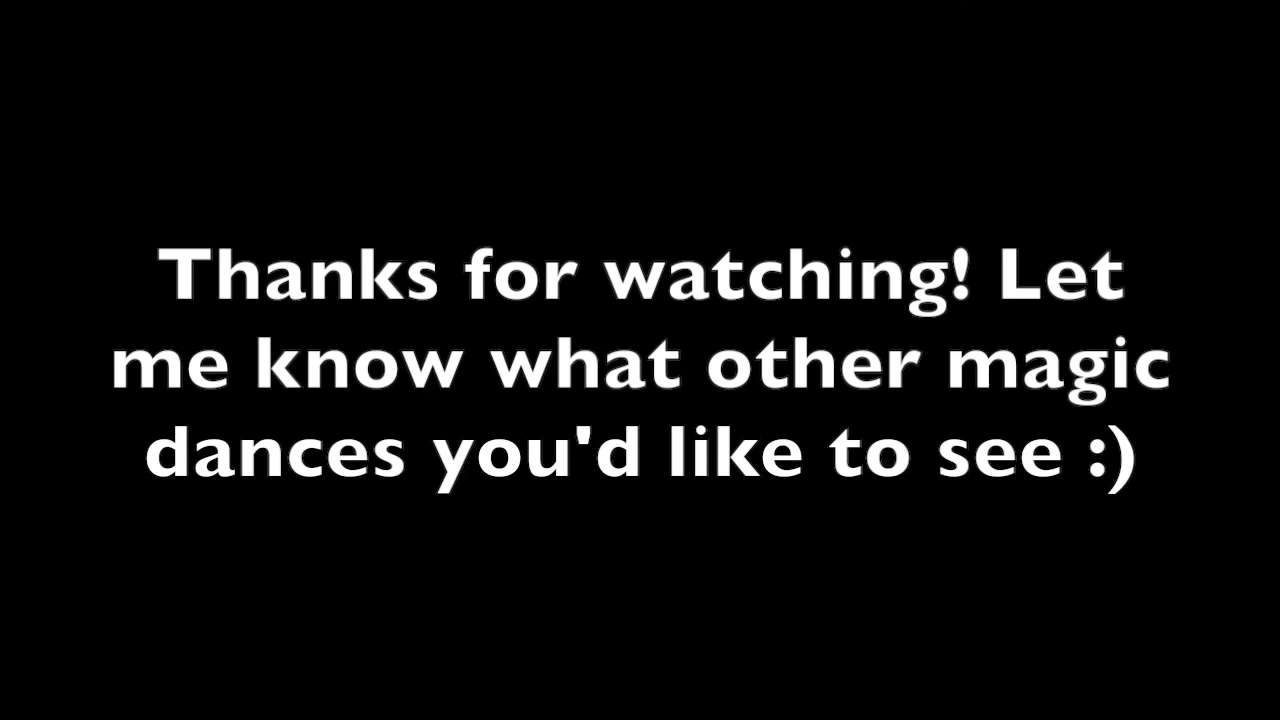 Thanks for watching! Let
me know what other magic
dances you'd like to see :)